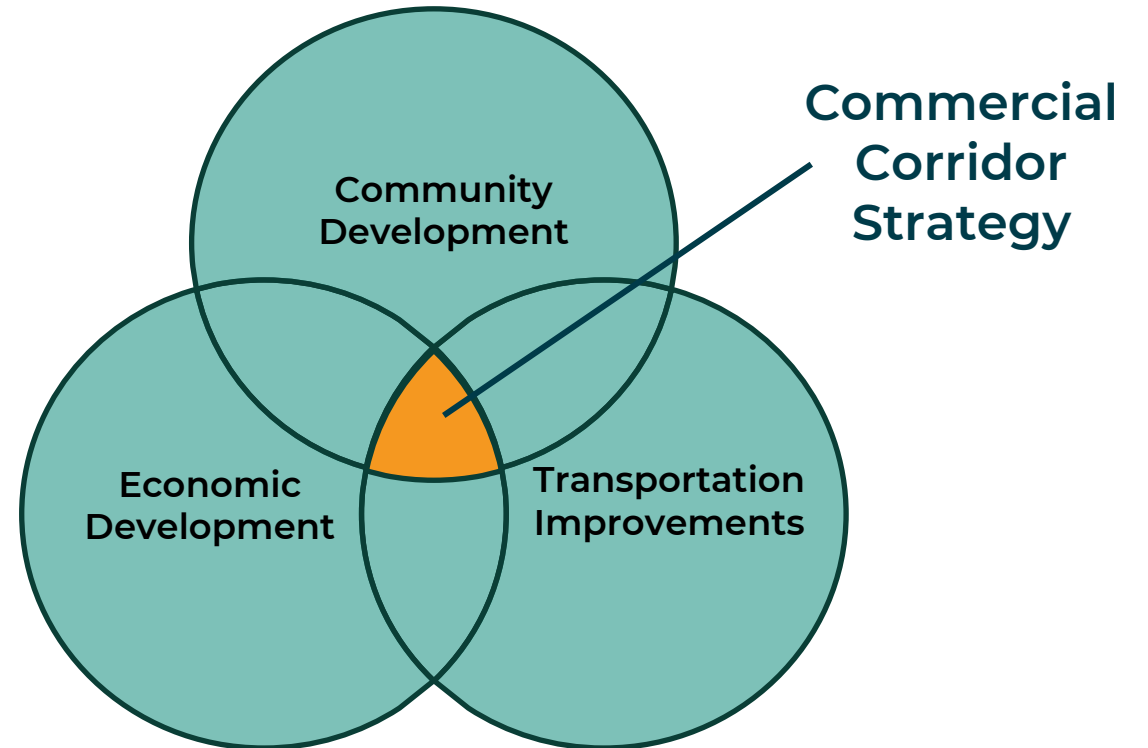 Commercial
Corridor
Strategy
Community
Development
Economic
Development
Transportation
Improvements